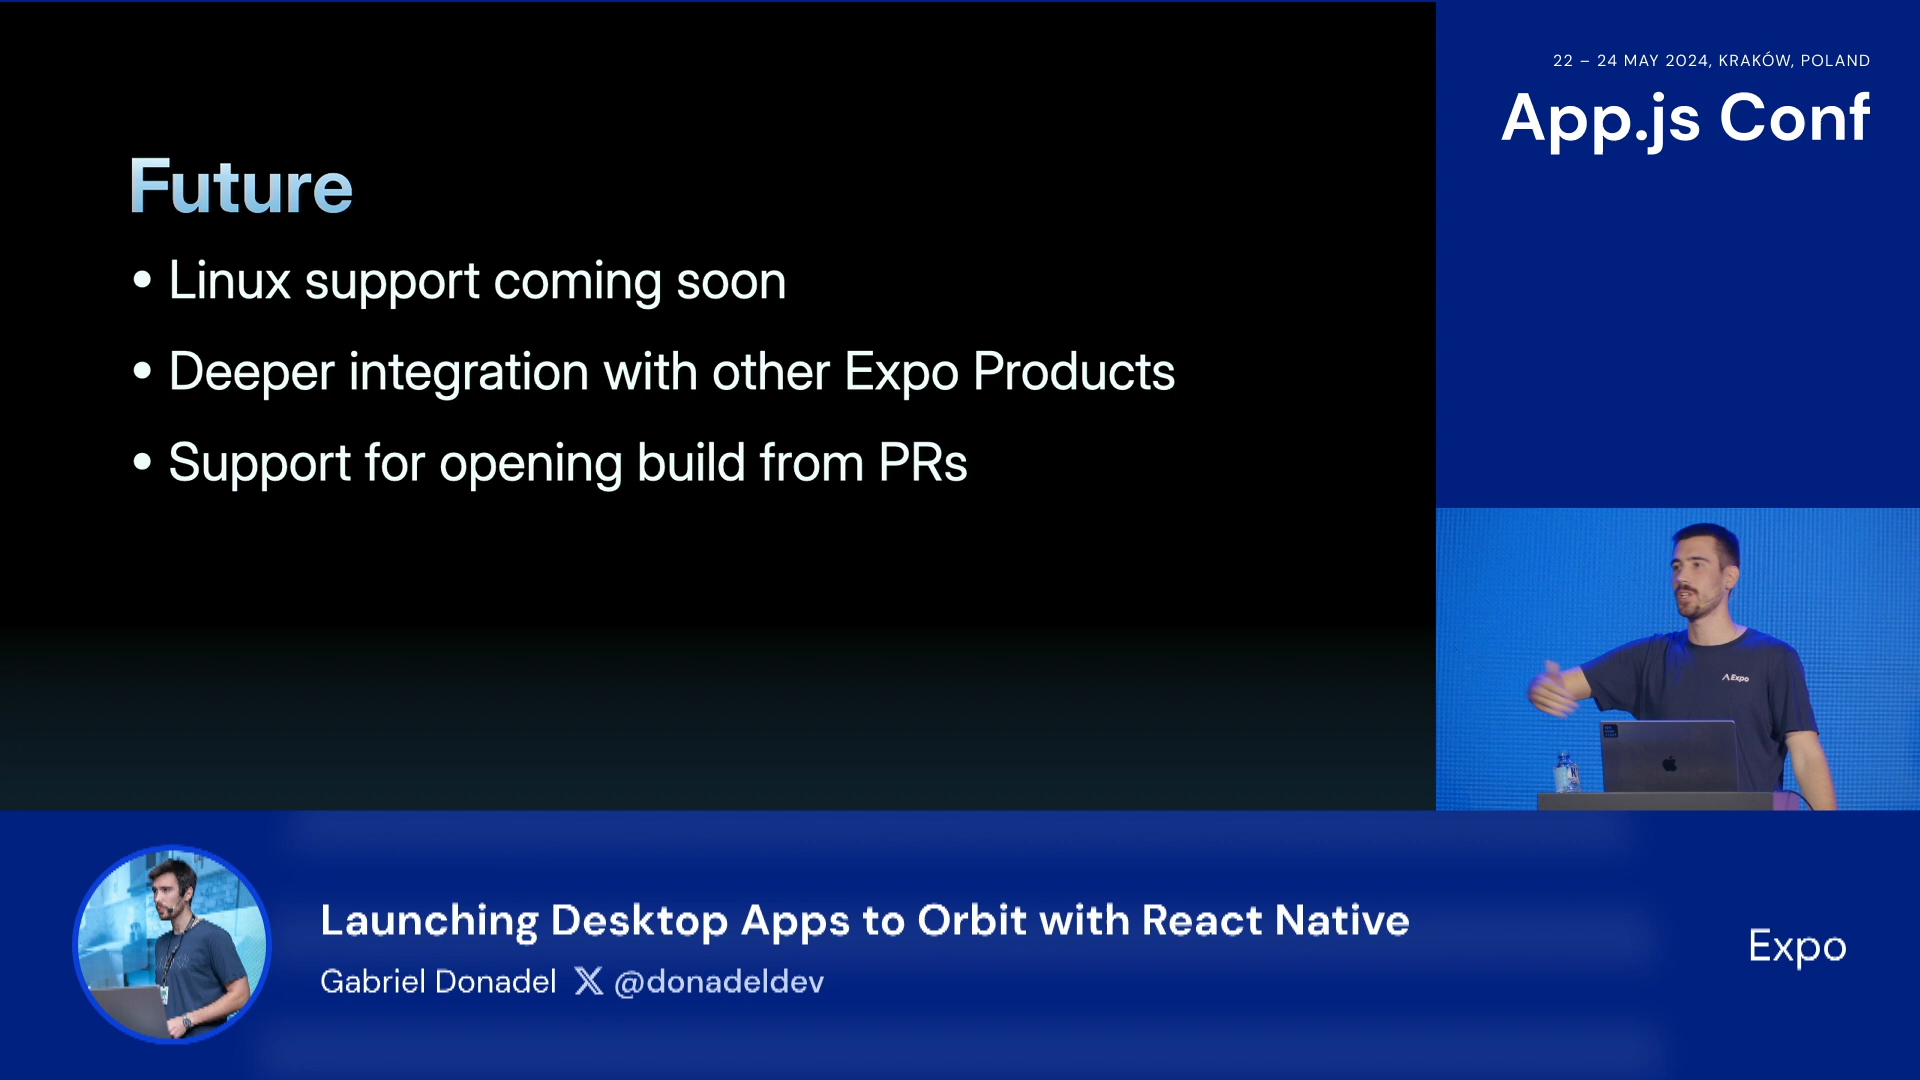 Future
• Linux support coming soon
• Deeper integration with other Expo Products
• Support for opening build from PRs
22 – 24 MAY 2024, KRAKÓW, POLAND
App.js Conf
Expo
Launching Desktop Apps to Orbit with React Native
Gabriel Donadel X @donadeldev
Expo